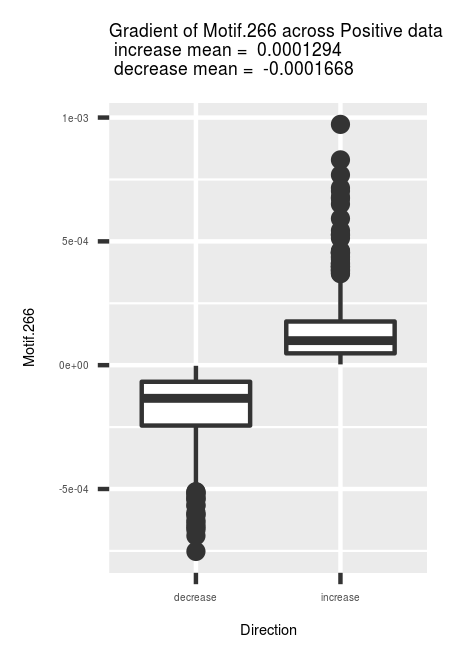 Gradient of Motif.266 across Positive data
increase mean =  0.0001294
decrease mean =  -0.0001668
1e-03
5e-04
0e+00
-5e-04
Motif.266
decrease
increase
Direction